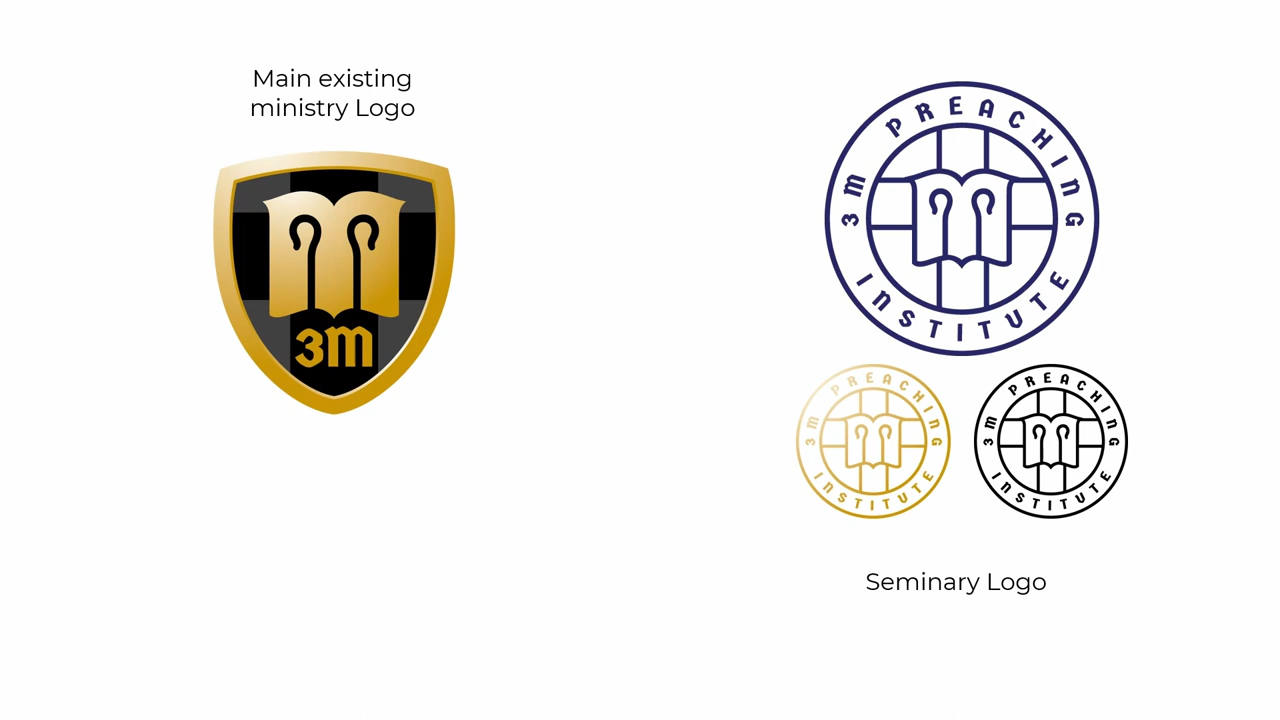 Main existing
ministry Logo
3M
3M PREACHING
INSTITUTE
3M PREACHING
INSTITUTE
3M PREACHING
INSTITUTE
Seminary Logo